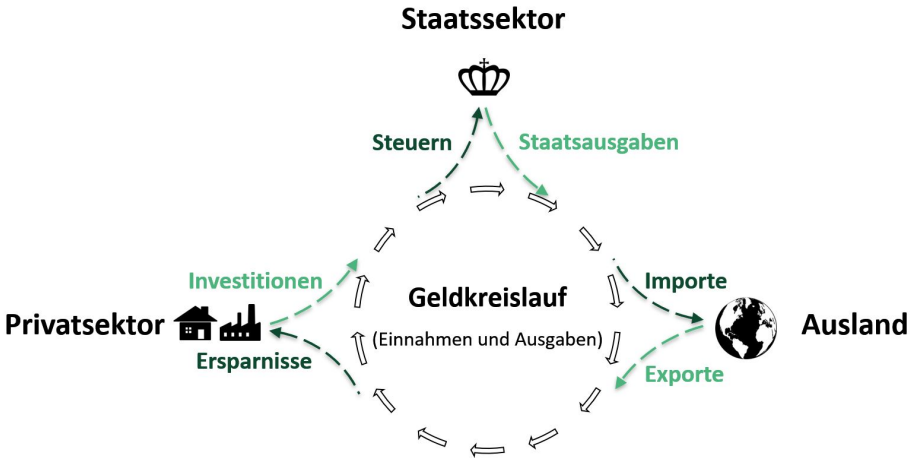 Staatssektor
Steuern
Staatsausgaben
Investitionen
Importe
Geldkreislauf
Privatsektor
(Einnahmen und Ausgaben)
Ausland
Ersparnisse
Exporte